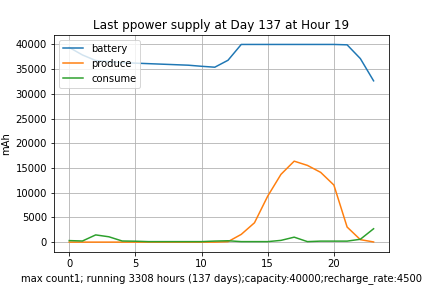 Last ppower supply at Day 137 at Hour 19
40000
35000
30000
25000
20000
15000
10000
5000
0
mAh
battery
produce
consume
0 5 10 15 20
max count1; running 3308 hours (137 days);capacity:40000;recharge_rate:4500